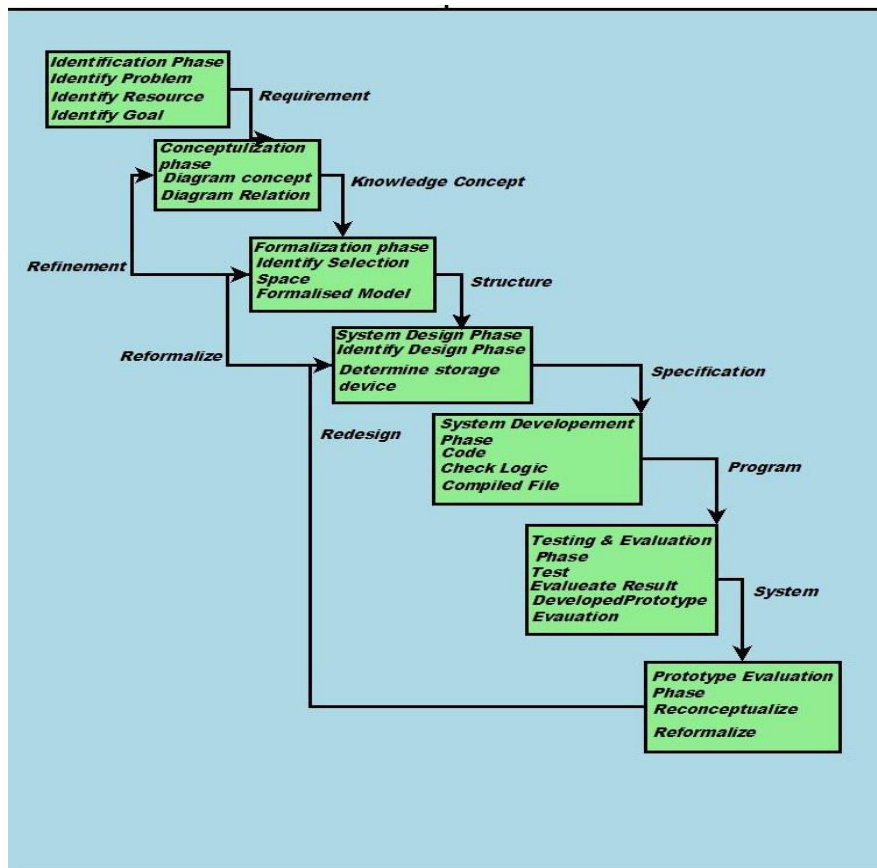 Identification Phase
Identify Problem
Identify Resource
Identify Goal
Requirement
Conceptulization
phase
Diagram concept
Diagram Relation
Knowledge Concept
Refinement
Formalization phase
Identify Selection
Space
Formalised Model
Structure
Reformalize
System Design Phase
Identify Design Phase
Determine storage
device
Specification
Redesign
System Developement
Phase
Code
Check Logic
Compiled File
Program
Testing & Evaluation
Phase
Test
Evalueate Result
DevelopedPrototype
Evauation
System
Prototype Evaluation
Phase
Reconceptualize
Reformalize